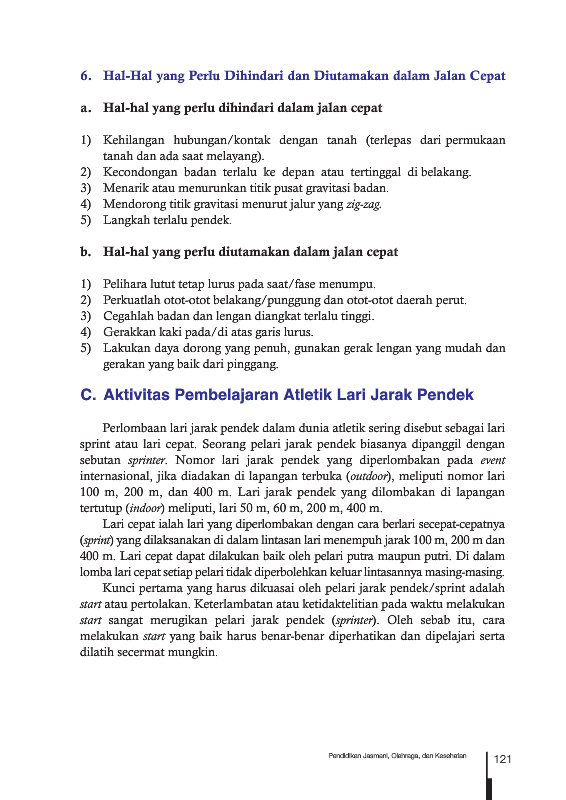 6. Hal-Hal yang Perlu Dihindari dan Diutamakan dalam Jalan Cepat
a. Hal-hal yang perlu dihindari dalam jalan cepat
1) Kehilangan hubungan/kontak dengan tanah (terlepas dari permukaan
tanah dan ada saat melayang).
2) Kecondongan badan terlalu ke depan atau tertinggal di belakang.
3) Menarik atau menurunkan titik pusat gravitasi badan.
4) Mendorong titik gravitasi menurut jalur yang zig-zag.
5) Langkah terlalu pendek.
b. Hal-hal yang perlu diutamakan dalam jalan cepat
1) Pelihara lutut tetap lurus pada saat/fase menumpu.
2) Perkuatlah otot-otot belakang/punggung dan otot-otot daerah perut.
3) Cegahlah badan dan lengan diangkat terlalu tinggi.
4) Gerakkan kaki pada/di atas garis lurus.
5) Lakukan daya dorong yang penuh, gunakan gerak lengan yang mudah dan
gerakan yang baik dari pinggang.
C. Aktivitas Pembelajaran Atletik Lari Jarak Pendek
Perlombaan lari jarak pendek dalam dunia atletik sering disebut sebagai lari
sprint atau lari cepat. Seorang pelari jarak pendek biasanya dipanggil dengan
sebutan sprinter. Nomor lari jarak pendek yang diperlombakan pada event
internasional, jika diadakan di lapangan terbuka (outdoor), meliputi nomor lari
100 m, 200 m, dan 400 m. Lari jarak pendek yang dilombakan di lapangan
tertutup (indoor) meliputi, lari 50 m, 60 m, 200 m, 400 m.
Lari cepat ialah lari yang diperlombakan dengan cara berlari secepat-cepatnya
(sprint) yang dilaksanakan di dalam lintasan lari menempuh jarak 100 m, 200 m dan
400 m. Lari cepat dapat dilakukan baik oleh pelari putra maupun putri. Di dalam
lomba lari cepat setiap pelari tidak diperbolehkan keluar lintasannya masing-masing.
Kunci pertama yang harus dikuasai oleh pelari jarak pendek/sprint adalah
start atau pertolakan. Keterlambatan atau ketidaktelitian pada waktu melakukan
start sangat merugikan pelari jarak pendek (sprinter). Oleh sebab itu, cara
melakukan start yang baik harus benar-benar diperhatikan dan dipelajari serta
dilatih secermat mungkin.
Pendidikan Jasmani, Olahraga, dan Kesehatan 121